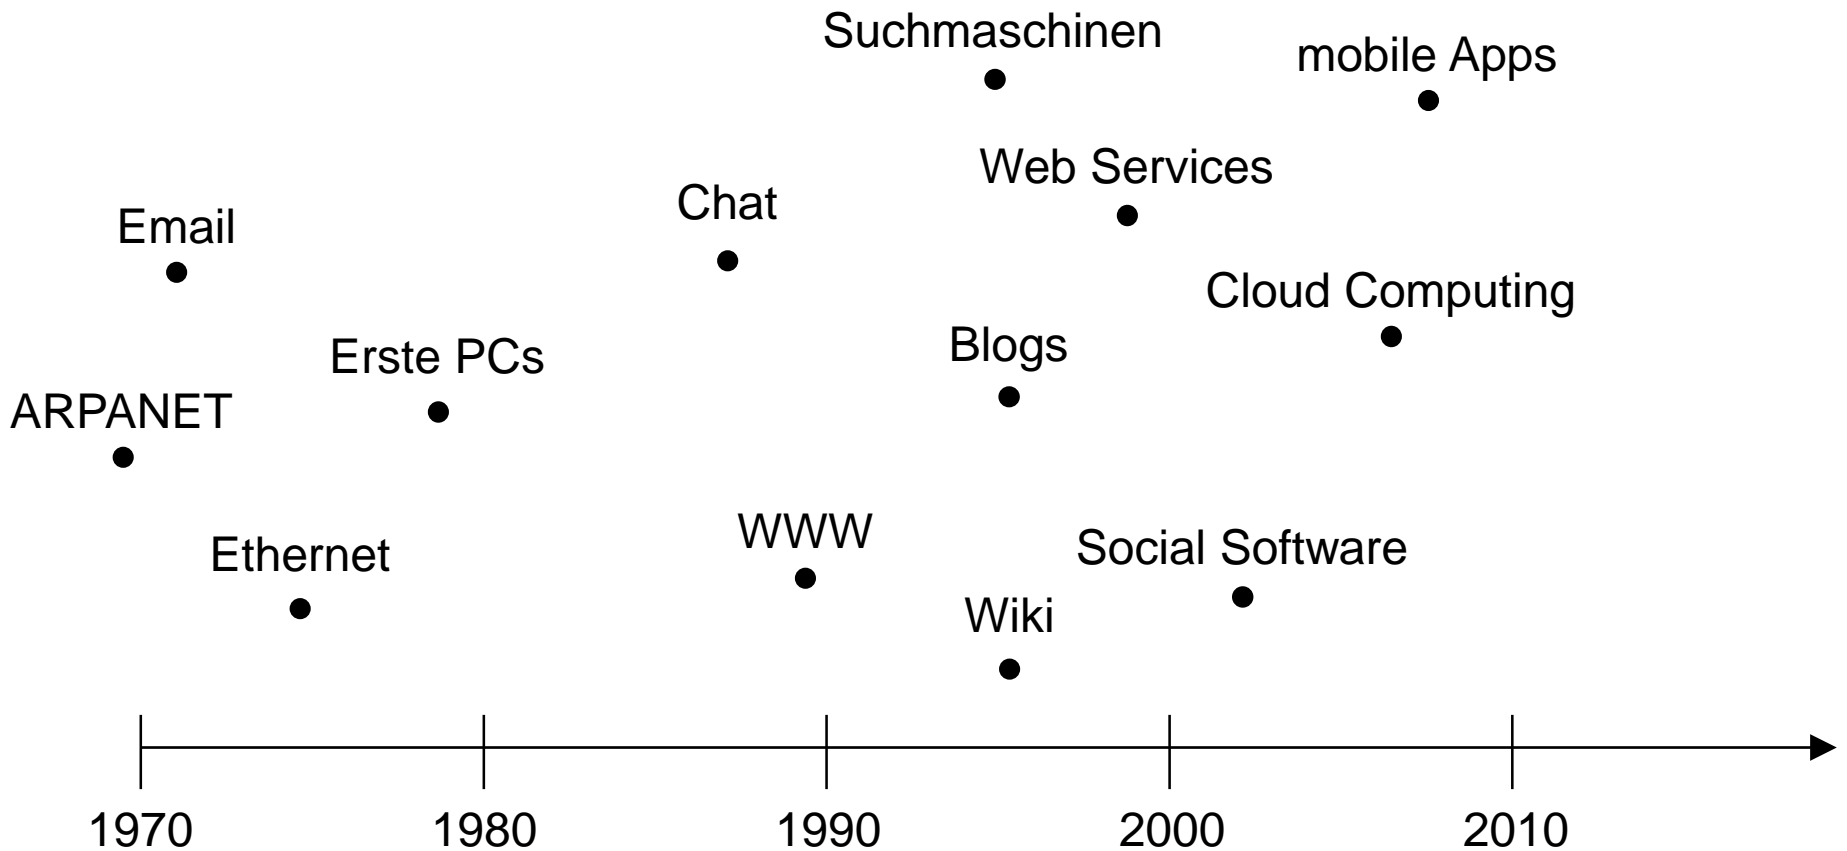 Suchmaschinen
mobile Apps
Web Services
Chat
Email
Cloud Computing
Blogs
Erste PCs
ARPANET
WWW
Social Software
Ethernet
Wiki
1970 1980 1990 2000 2010